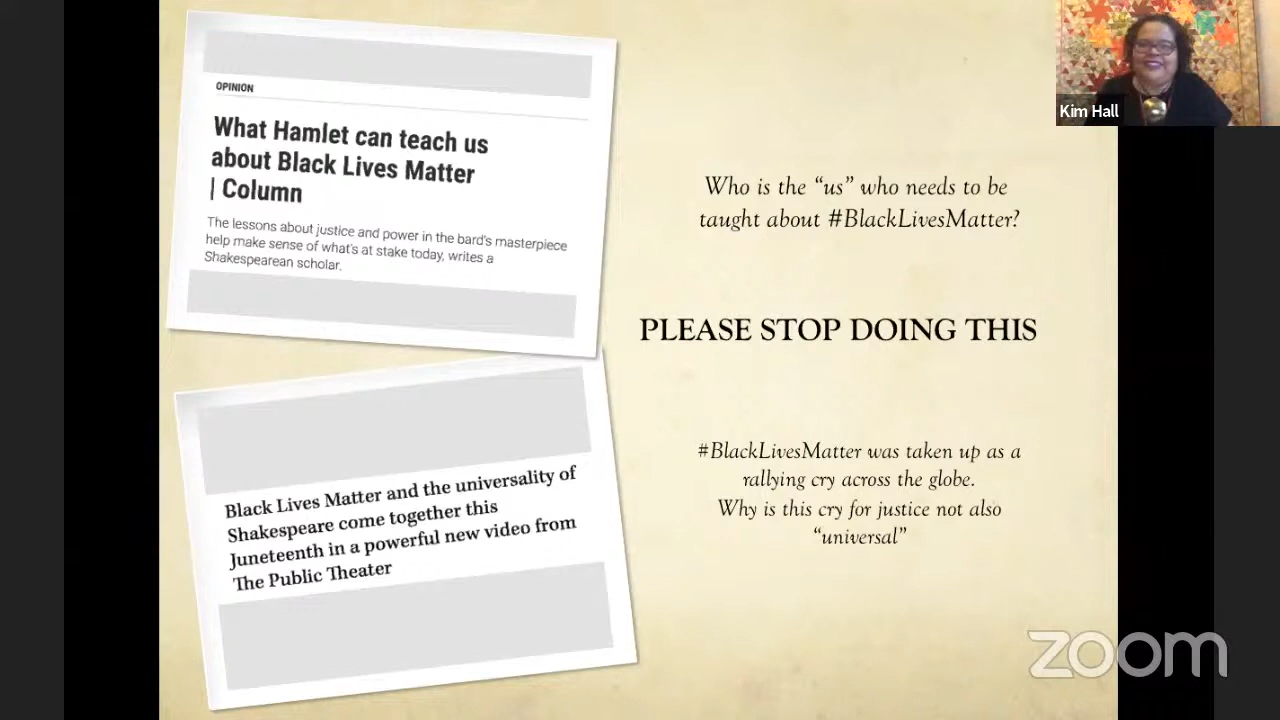 OPINION
What Hamlet can teach us
about Black Lives Matter
| Column
The lessons about justice and power in the bard's masterpiece
help make sense of what's at stake today, writes a
Shakespearean scholar.
Black Lives Matter and the universality of
Shakespeare come together this
Juneteenth in a powerful new video from
The Public Theater
Who is the “us” who needs to be
taught about #BlackLivesMatter?
PLEASE STOP DOING THIS
#BlackLivesMatter was taken up as a
rallying cry across the globe.
Why is this cry for justice not also
“universal”
Kim Hall
zoom